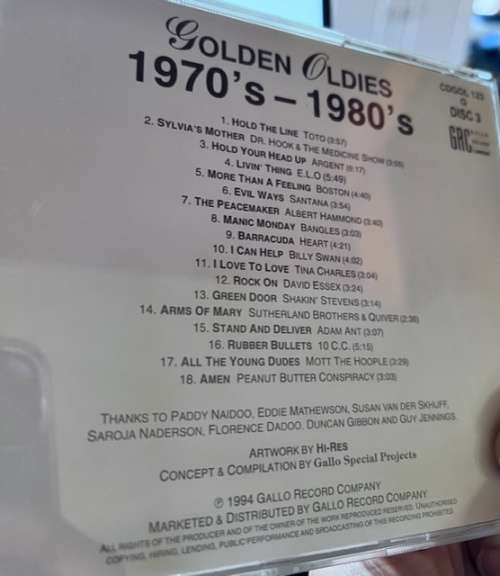 GOLDEN OLDIES
1970's – 1980's
CDGOL 123
G
DISC 3
GRC
1. HOLD THE LINE TOTO (3:57)
2. SYLVIA'S MOTHER DR. HOOK & THE MEDICINE SHOW (3:55)
3. HOLD YOUR HEAD UP ARGENT (6:17)
4. LIVIN' THING E.L.O (5:49)
5. MORE THAN A FEELING BOSTON (4:40)
6. EVIL WAYS SANTANA (3:54)
7. THE PEACEMAKER ALBERT HAMMOND (3:40)
8. MANIC MONDAY BANGLES (3:03)
9. BARRACUDA HEART (4:21)
10. I CAN HELP BILLY SWAN (4:02)
11. I LOVE TO LOVE TINA CHARLES (3:04)
12. ROCK ON DAVID ESSEX (3:24)
13. GREEN DOOR SHAKIN' STEVENS (3:14)
14. ARMS OF MARY SUTHERLAND BROTHERS & QUIVER (2:36)
15. STAND AND DELIVER ADAM ANT (3:07)
16. RUBBER BULLETS 10 C.C. (5:15)
17. ALL THE YOUNG DUDES MOTT THE HOOPLE (3:29)
18. AMEN PEANUT BUTTER CONSPIRACY (3:03)
THANKS TO PADDY NAIDOO, EDDIE MATHEWSON, SUSAN VAN DER SKHUFF,
SAROJA NADERSON, FLORENCE DADOO, DUNCAN GIBBON AND GUY JENNINGS.
ARTWORK BY HI-RES
CONCEPT & COMPILATION BY Gallo Special Projects
℗ 1994 GALLO RECORD COMPANY
MARKETED & DISTRIBUTED BY GALLO RECORD COMPANY
ALL RIGHTS OF THE PRODUCER AND OF THE OWNER OF THE WORK REPRODUCED RESERVED. UNAUTHORISED
COPYING, HIRING, LENDING, PUBLIC PERFORMANCE AND BROADCASTING OF THIS RECORDING PROHIBITED.